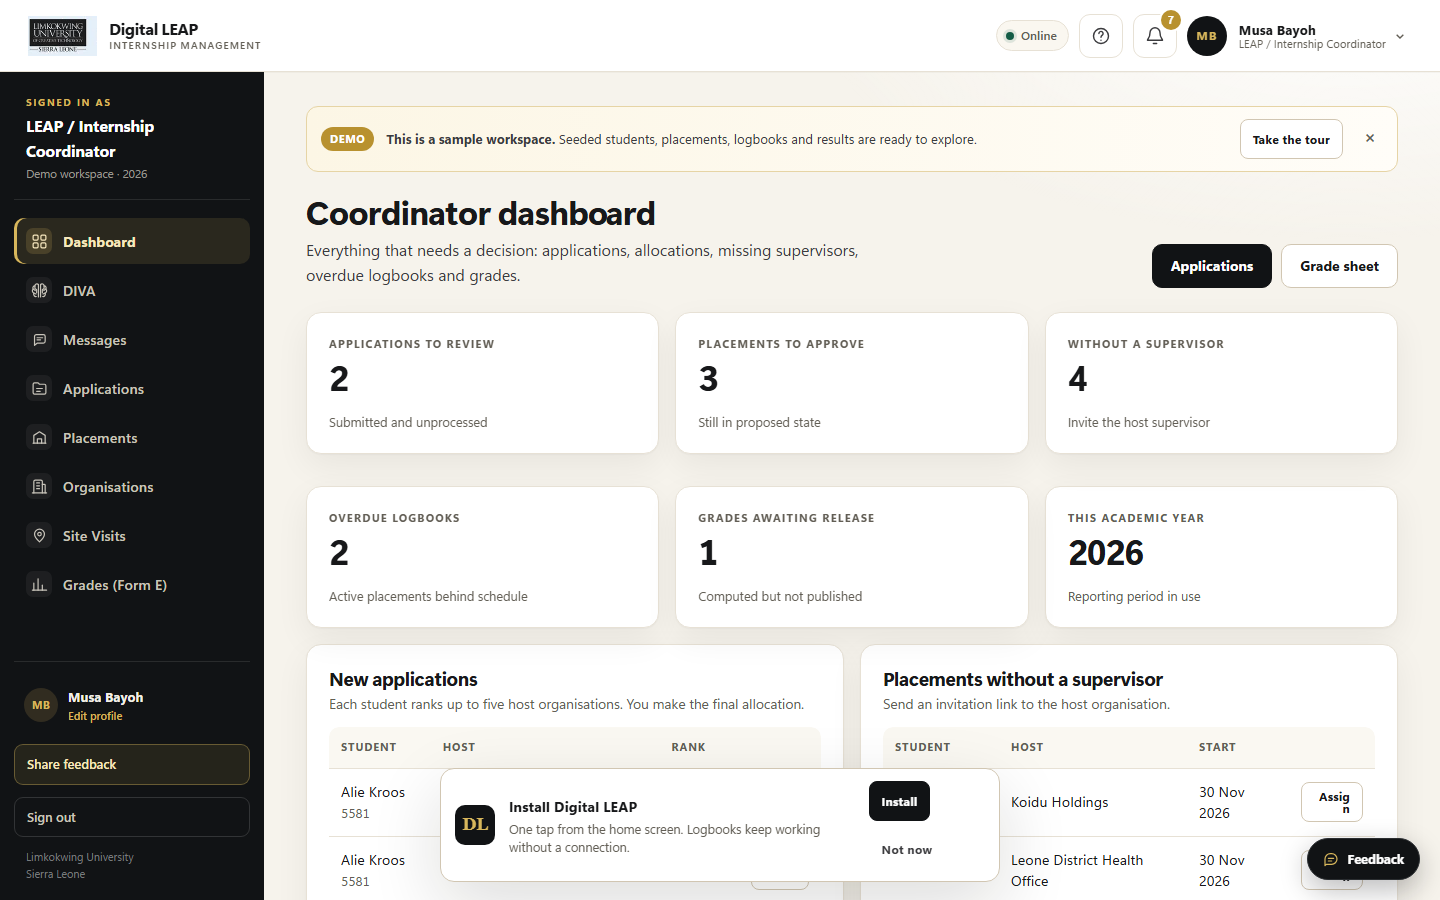 LIMKOKWING
UNIVERSITY
OF CREATIVE TECHNOLOGY
SIERRA LEONE
Digital LEAP
INTERNSHIP MANAGEMENT
Online
7
MB
Musa Bayoh
LEAP / Internship Coordinator
SIGNED IN AS
LEAP / Internship
Coordinator
Demo workspace · 2026
Dashboard
DIVA
Messages
Applications
Placements
Organisations
Site Visits
Grades (Form E)
MB
Musa Bayoh
Edit profile
Share feedback
Sign out
Limkokwing University
Sierra Leone
DEMO
This is a sample workspace. Seeded students, placements, logbooks and results are ready to explore.
Take the tour
×
Coordinator dashboard
Everything that needs a decision: applications, allocations, missing supervisors,
overdue logbooks and grades.
Applications
Grade sheet
APPLICATIONS TO REVIEW
2
Submitted and unprocessed
PLACEMENTS TO APPROVE
3
Still in proposed state
WITHOUT A SUPERVISOR
4
Invite the host supervisor
OVERDUE LOGBOOKS
2
Active placements behind schedule
GRADES AWAITING RELEASE
1
Computed but not published
THIS ACADEMIC YEAR
2026
Reporting period in use
New applications
Each student ranks up to five host organisations. You make the final allocation.
STUDENT HOST RANK
Alie Kroos
5581
Alie Kroos
5581
Placements without a supervisor
Send an invitation link to the host organisation.
STUDENT HOST START
Koidu Holdings
30 Nov
2026
Assig
n
Leone District Health
Office
30 Nov
2026
DL
Install Digital LEAP
One tap from the home screen. Logbooks keep working
without a connection.
Install
Not now
Feedback